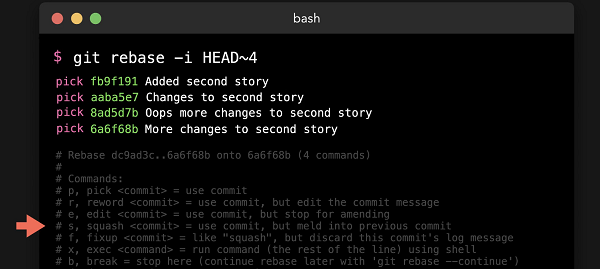 bash
$ git rebase -i HEAD~4
pick fb9f191 Added second story
pick aaba5e7 Changes to second story
pick 8ad5d7b Oops more changes to second story
pick 6a6f68b More changes to second story
# Rebase dc9ad3c..6a6f68b onto 6a6f68b (4 commands)
#
# Commands:
# p, pick <commit> = use commit
# r, reword <commit> = use commit, but edit the commit message
# e, edit <commit> = use commit, but stop for amending
# s, squash <commit> = use commit, but meld into previous commit
# f, fixup <commit> = like "squash", but discard this commit's log message
# x, exec <command> = run command (the rest of the line) using shell
# b, break = stop here (continue rebase later with 'git rebase --continue')